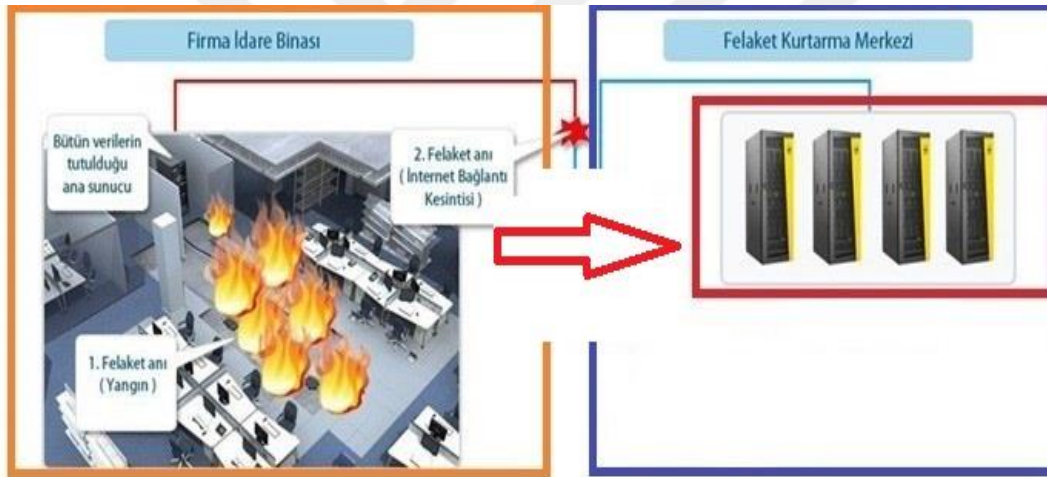 Firma İdare Binası
Felaket Kurtarma Merkezi
Bütün verilerin
tutulduğu
ana sunucu
2. Felaket anı
( İnternet Bağlantı
Kesintisi )
1. Felaket anı
( Yangın )